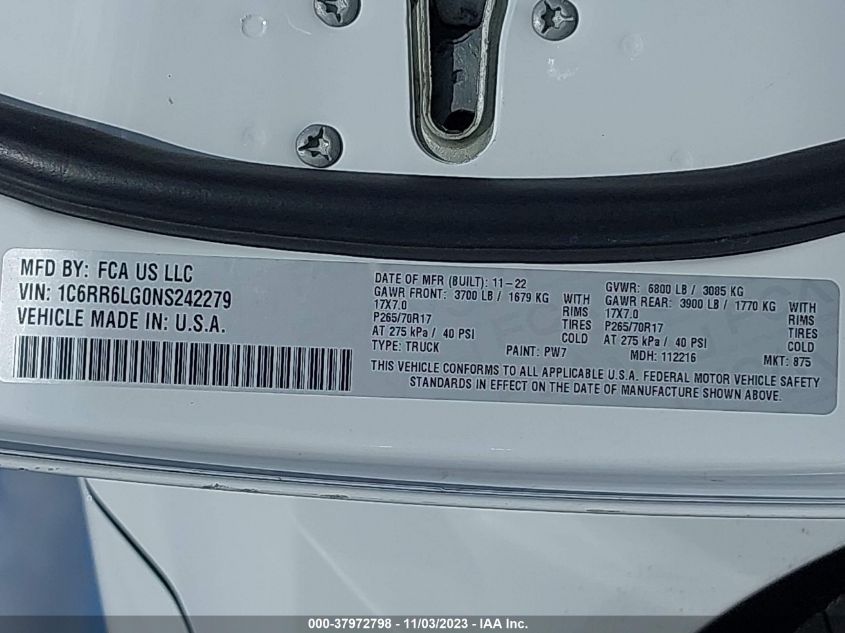 MFD BY: FCA US LLC
VIN: 1C6RR6LG0NS242279
VEHICLE MADE IN: U.S.A.
DATE OF MFR (BUILT): 11-22
GAWR FRONT: 3700 LB / 1679 KG WITH
17X7.0 RIMS
P265/70R17 TIRES
AT 275 kPa / 40 PSI COLD
TYPE: TRUCK PAINT: PW7
GVWR: 6800 LB / 3085 KG
GAWR REAR: 3900 LB / 1770 KG WITH
17X7.0 RIMS
P265/70R17 TIRES
AT 275 kPa / 40 PSI COLD
MDH: 112216 MKT: 875
THIS VEHICLE CONFORMS TO ALL APPLICABLE U.S.A. FEDERAL MOTOR VEHICLE SAFETY
STANDARDS IN EFFECT ON THE DATE OF MANUFACTURE SHOWN ABOVE.
000-37972798 - 11/03/2023 - IAA Inc.